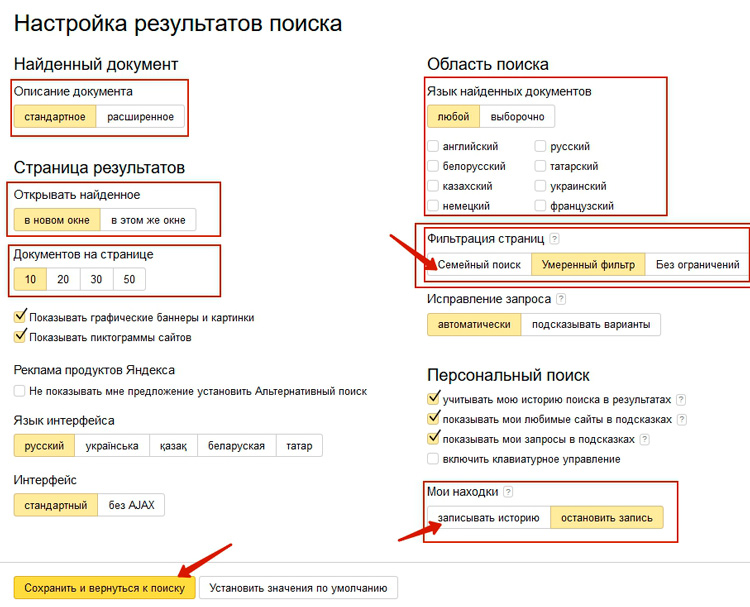 Настройка результатов поиска
Найденный документ
Описание документа
стандартное расширенное
Страница результатов
Открывать найденное
в новом окне в этом же окне
Документов на странице
10 20 30 50
Показывать графические баннеры и картинки
Показывать пиктограммы сайтов
Реклама продуктов Яндекса
Не показывать мне предложение установить Альтернативный поиск
Язык интерфейса
русский українська қазақ беларуская татар
Интерфейс
стандартный без AJAX
Область поиска
Язык найденных документов
любой выборочно
английский русский
белорусский татарский
казахский украинский
немецкий французский
Фильтрация страниц ?
Семейный поиск Умеренный фильтр Без ограничений
Исправление запроса ?
автоматически подсказывать варианты
Персональный поиск
учитывать мою историю поиска в результатах ?
показывать мои любимые сайты в подсказках ?
показывать мои запросы в подсказках ?
включить клавиатурное управление
Мои находки ?
записывать историю остановить запись
Сохранить и вернуться к поиску Установить значения по умолчанию